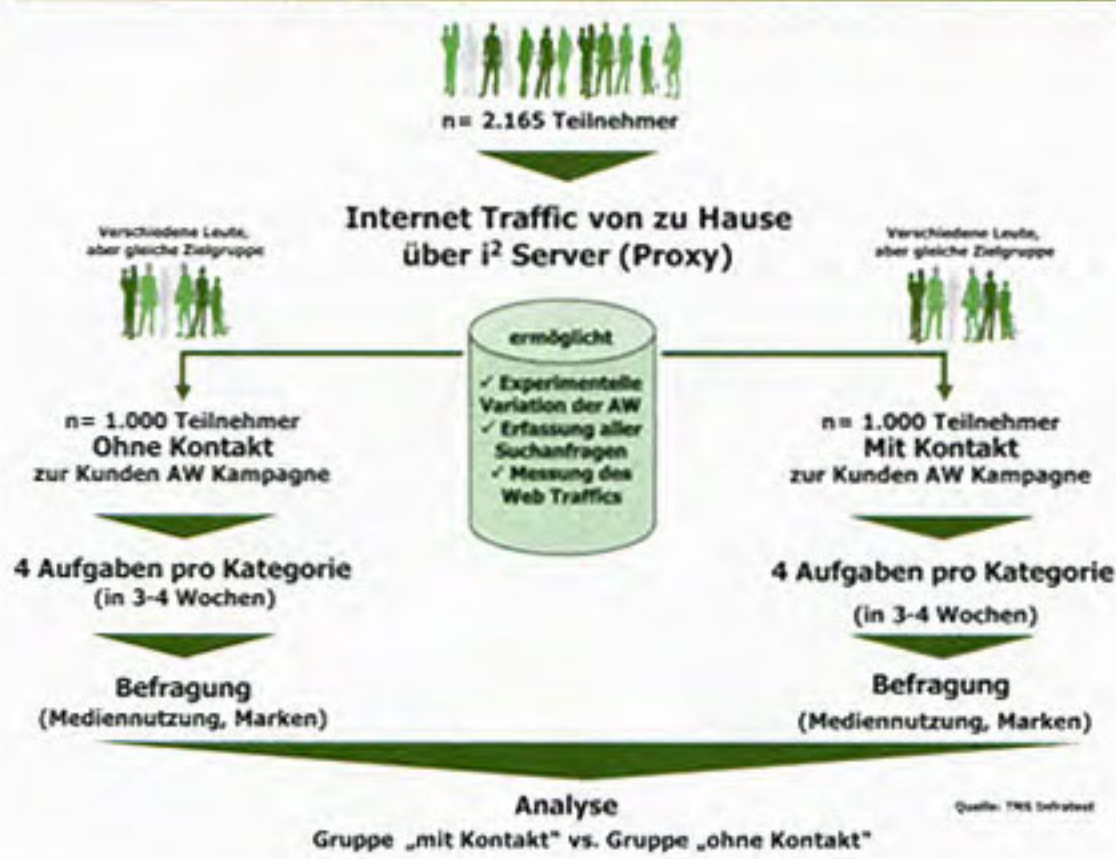 n= 2.165 Teilnehmer
Internet Traffic von zu Hause
über i² Server (Proxy)
Verschiedene Leute,
aber gleiche Zielgruppe
Verschiedene Leute,
aber gleiche Zielgruppe
ermöglicht
✓ Experimentelle
Variation der AW
✓ Erfassung aller
Suchanfragen
✓ Messung des
Web Traffics
n= 1.000 Teilnehmer
Ohne Kontakt
zur Kunden AW Kampagne
4 Aufgaben pro Kategorie
(in 3-4 Wochen)
Befragung
(Mediennutzung, Marken)
n= 1.000 Teilnehmer
Mit Kontakt
zur Kunden AW Kampagne
4 Aufgaben pro Kategorie
(in 3-4 Wochen)
Befragung
(Mediennutzung, Marken)
Analyse
Gruppe „mit Kontakt" vs. Gruppe „ohne Kontakt"
Quelle: TNS Infratest